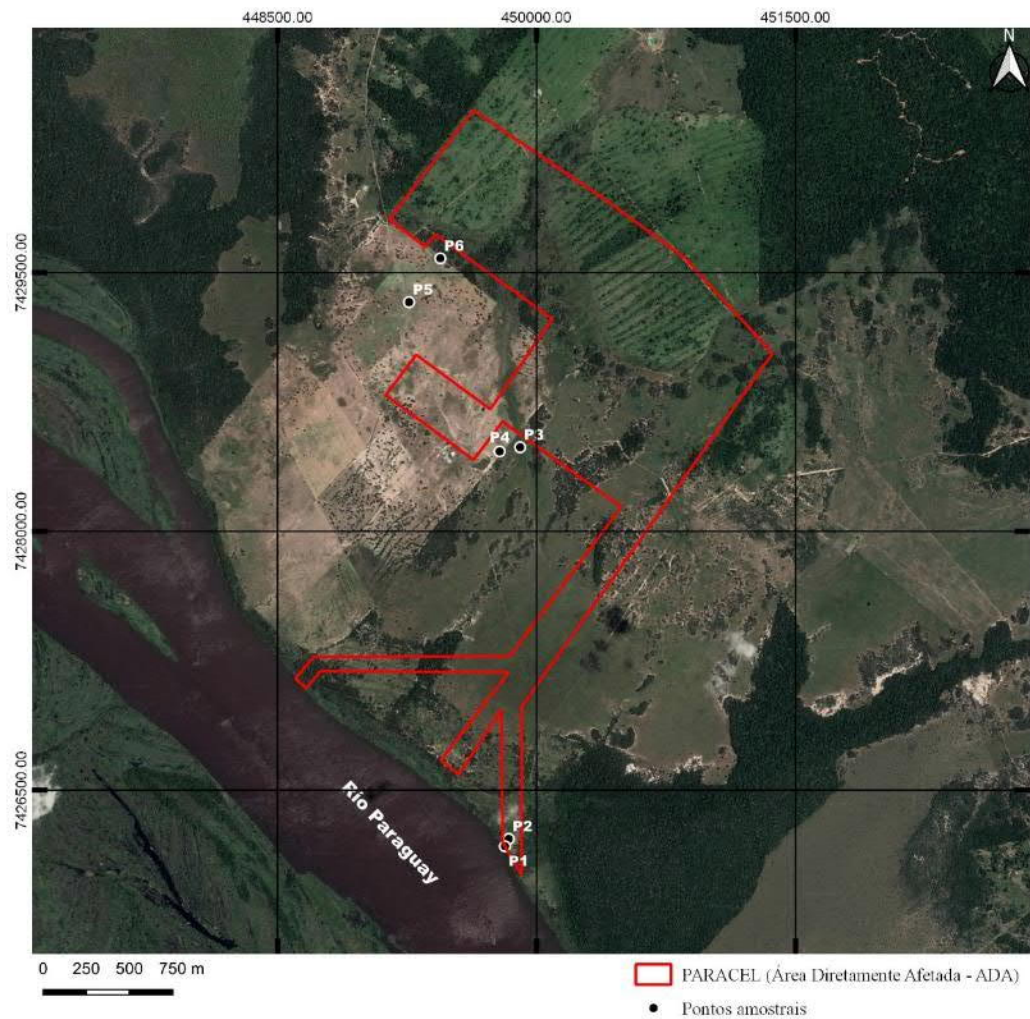 448500.00 450000.00 451500.00
N
P6
7429500.00
P5
P4 P3
7428000.00
7426500.00
Rio Paraguay
P2
P1
0 250 500 750 m
PARACEL (Área Diretamente Afetada - ADA)
Pontos amostrais